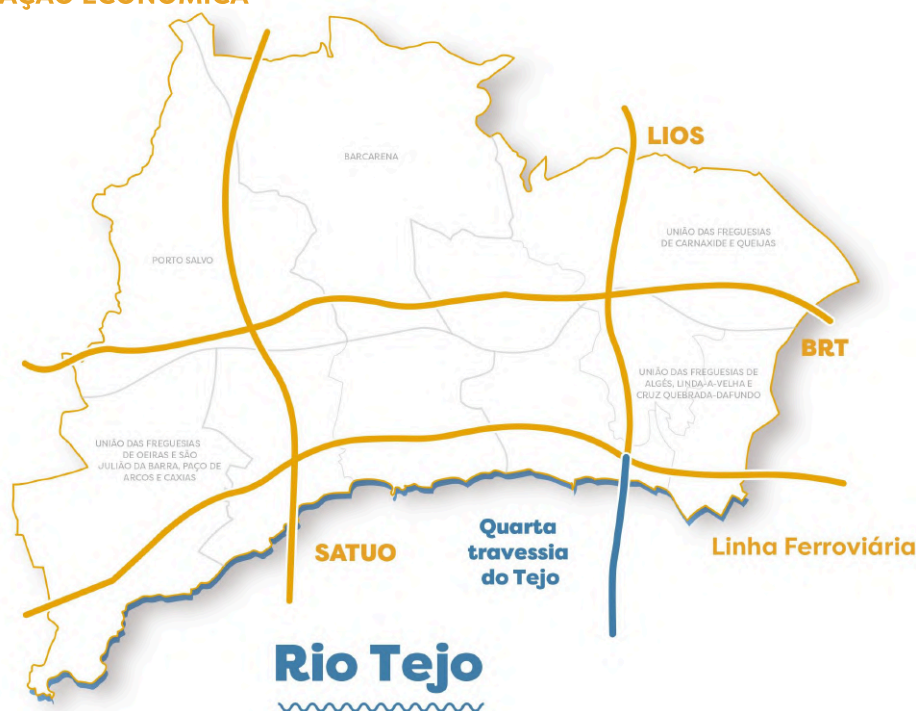 LIOS
BARCARENA
UNIÃO DAS FREGUESIAS
DE CARNAXIDE E QUEIJAS
PORTO SALVO
BRT
UNIÃO DAS FREGUESIAS DE
ALGÉS, LINDA-A-VELHA E
CRUZ QUEBRADA-DAFUNDO
UNIÃO DAS FREGUESIAS
DE OEIRAS E SÃO
JULIÃO DA BARRA, PAÇO DE
ARCOS E CAXIAS
SATUO
Quarta
travessia
do Tejo
Linha Ferroviária
Rio Tejo